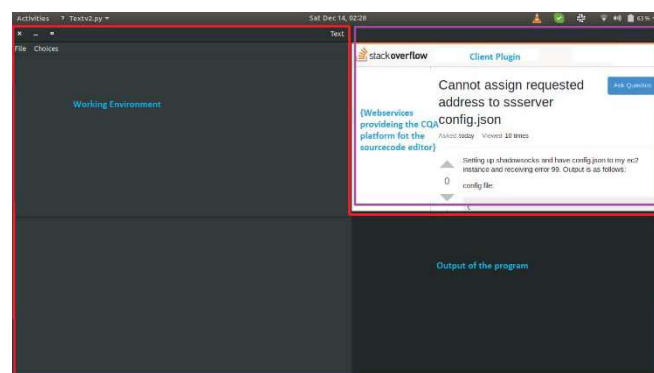 Activities ? Textv2.py ▾ Sat Dec 14, 02:28 63%
Text
File Choices
stackoverflow Client Plugin
Cannot assign requested
address to ssserver
config.json
Ask Question
Working Environment
{Webservices
provideing the CQA
platform fot the
sourcecode editor}
Asked today Viewed 10 times
Setting up shadowsocks and have config.json to my ec2
instance and receiving error 99. Output is as follows:
0
config file:
{
Output of the program